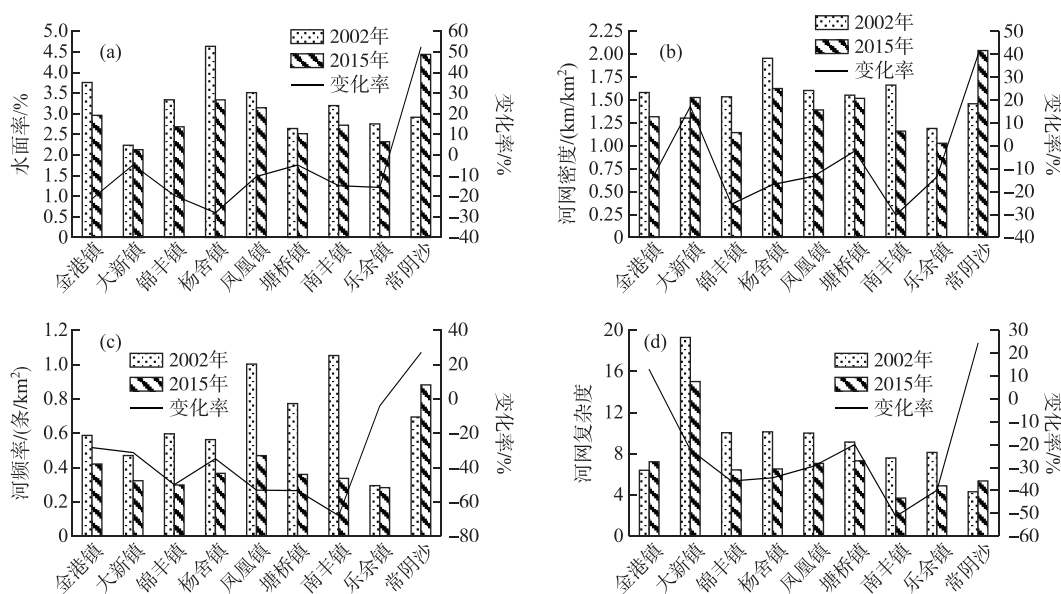 (a)
2002年
2015年
变化率
水面率/%
5.0
4.5
4.0
3.5
3.0
2.5
2.0
1.5
1.0
0.5
0
60
50
40
30
20
10
0
−10
−20
−30
−40
变化率/%
金港镇
大新镇
锦丰镇
杨舍镇
凤凰镇
塘桥镇
南丰镇
乐余镇
常阴沙
(b)
2002年
2015年
变化率
河网密度/(km/km²)
2.25
2.00
1.75
1.50
1.25
1.00
0.75
0.50
0.25
0
50
40
30
20
10
0
−10
−20
−30
−40
变化率/%
金港镇
大新镇
锦丰镇
杨舍镇
凤凰镇
塘桥镇
南丰镇
乐余镇
常阴沙
(c)
2002年
2015年
变化率
河频率/(条/km²)
1.2
1.0
0.8
0.6
0.4
0.2
0
40
20
0
−20
−40
−60
−80
变化率/%
金港镇
大新镇
锦丰镇
杨舍镇
凤凰镇
塘桥镇
南丰镇
乐余镇
常阴沙
(d)
2002年
2015年
变化率
河网复杂度
20
16
12
8
4
0
30
20
10
0
−10
−20
−30
−40
−50
−60
变化率/%
金港镇
大新镇
锦丰镇
杨舍镇
凤凰镇
塘桥镇
南丰镇
乐余镇
常阴沙